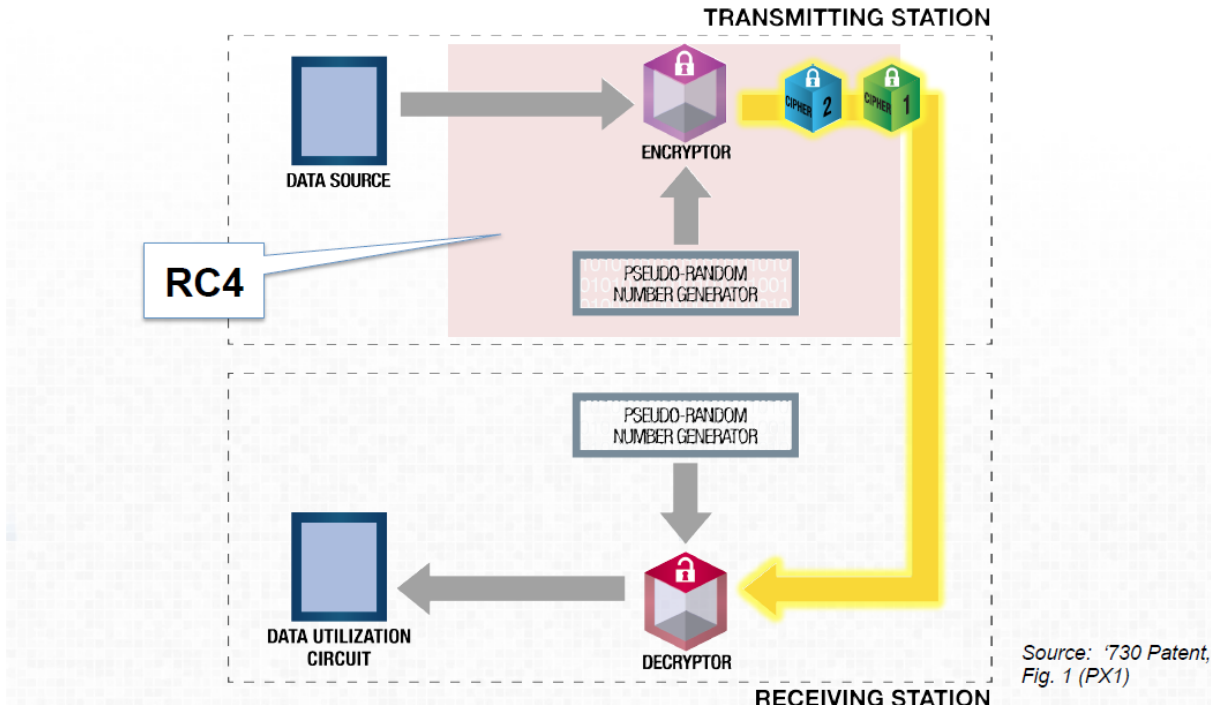 TRANSMITTING STATION
CIPHER 2
CIPHER 1
ENCRYPTOR
DATA SOURCE
RC4
PSEUDO-RANDOM
NUMBER GENERATOR
PSEUDO-RANDOM
NUMBER GENERATOR
DATA UTILIZATION
CIRCUIT
DECRYPTOR
Source: ‘730 Patent,
Fig. 1 (PX1)
RECEIVING STATION